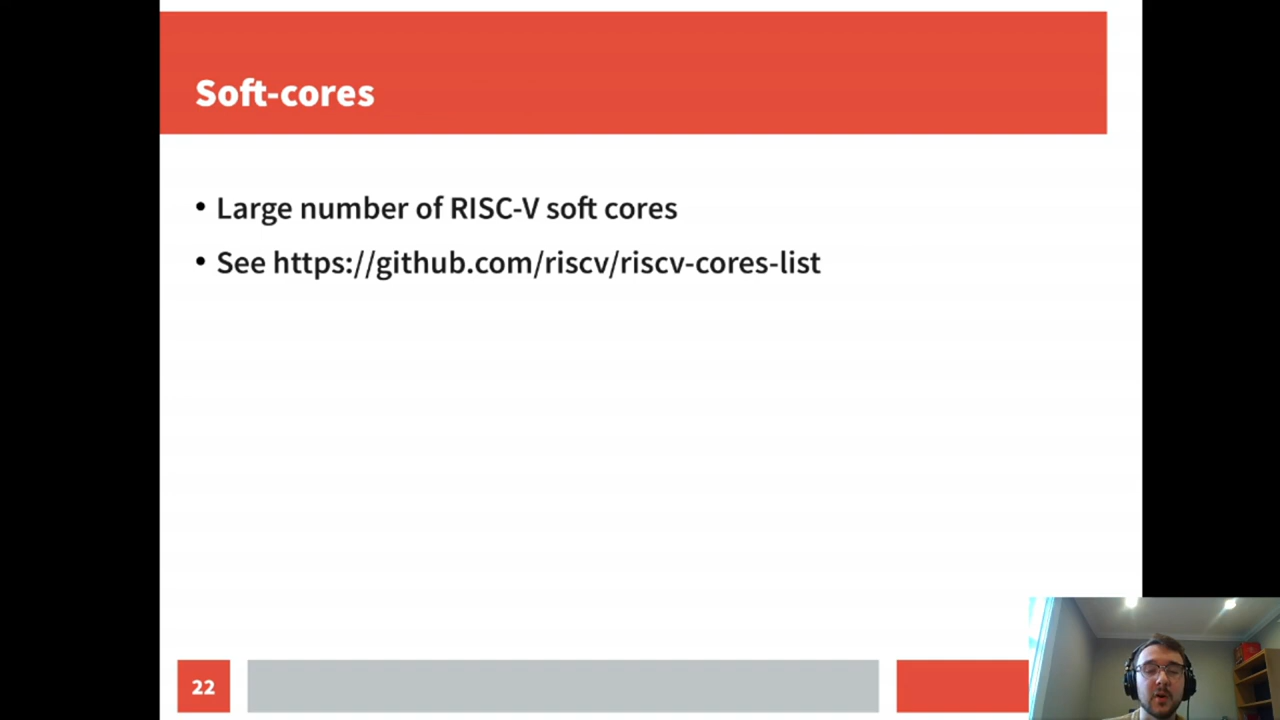 Soft-cores
• Large number of RISC-V soft cores
• See https://github.com/riscv/riscv-cores-list
22